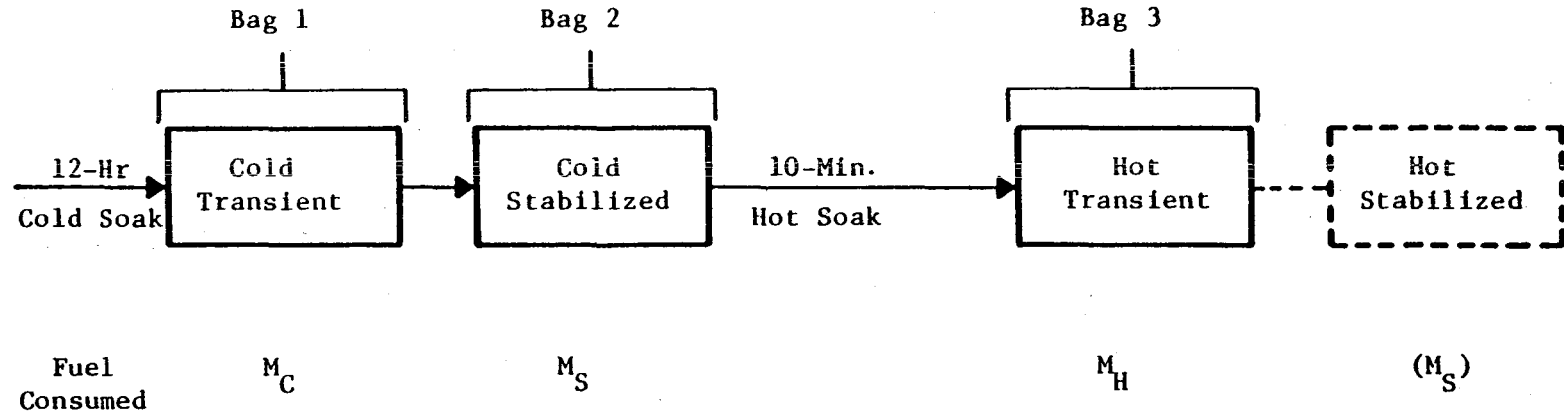 Bag 1
Bag 2
Bag 3
12-Hr
Cold Soak
Cold
Transient
Cold
Stabilized
10-Min.
Hot Soak
Hot
Transient
Hot
Stabilized
Fuel
Consumed
M_C
M_S
M_H
(M_S)